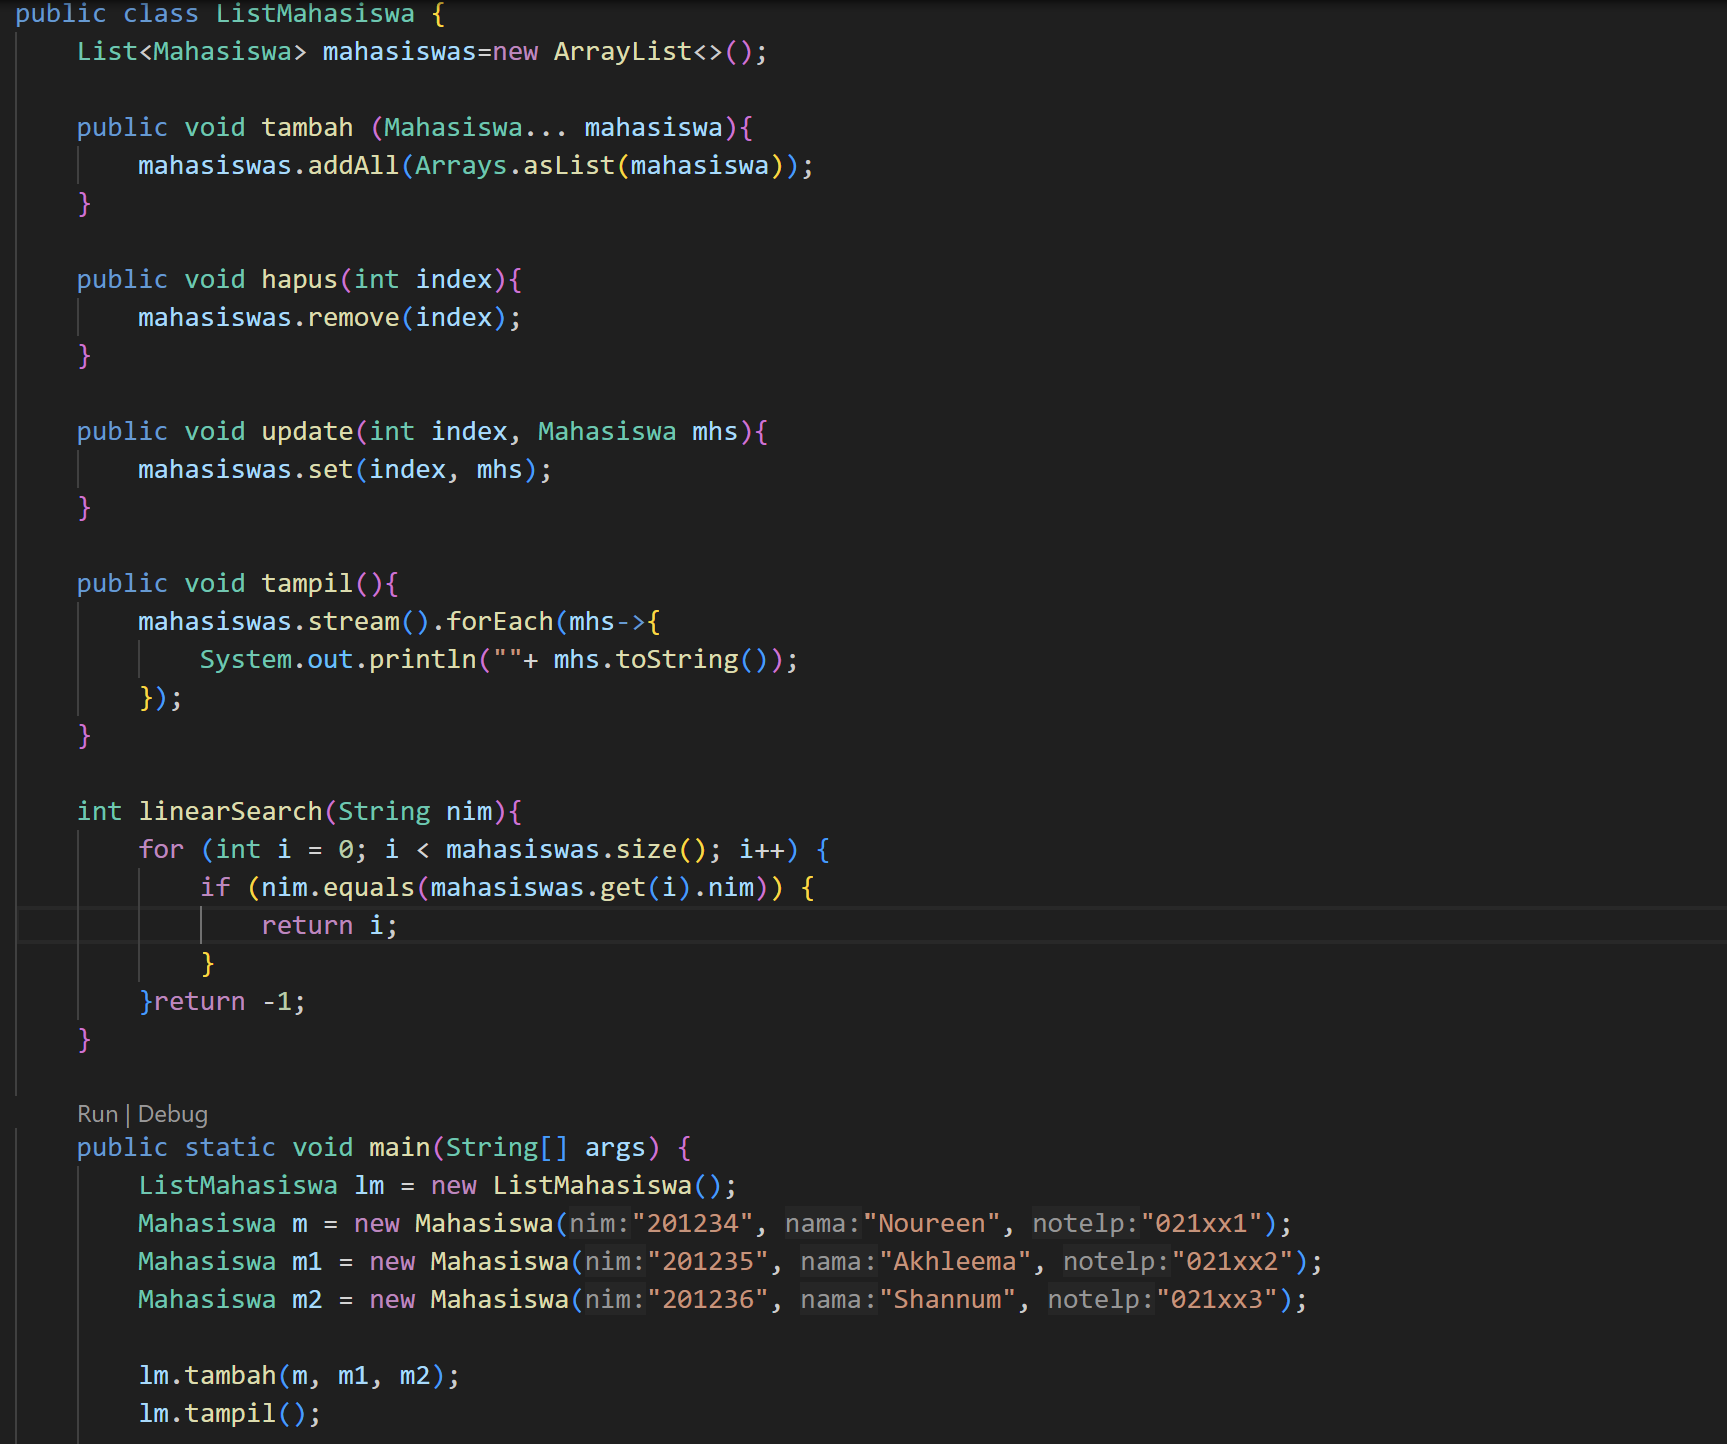 public class ListMahasiswa {
    List<Mahasiswa> mahasiswas=new ArrayList<>();

    public void tambah (Mahasiswa... mahasiswa){
        mahasiswas.addAll(Arrays.asList(mahasiswa));
    }

    public void hapus(int index){
        mahasiswas.remove(index);
    }

    public void update(int index, Mahasiswa mhs){
        mahasiswas.set(index, mhs);
    }

    public void tampil(){
        mahasiswas.stream().forEach(mhs->{
            System.out.println(""+ mhs.toString());
        });
    }

    int linearSearch(String nim){
        for (int i = 0; i < mahasiswas.size(); i++) {
            if (nim.equals(mahasiswas.get(i).nim)) {
                return i;
            }
        }return -1;
    }

    Run | Debug
    public static void main(String[] args) {
        ListMahasiswa lm = new ListMahasiswa();
        Mahasiswa m = new Mahasiswa(nim:"201234", nama:"Noureen", notelp:"021xx1");
        Mahasiswa m1 = new Mahasiswa(nim:"201235", nama:"Akhleema", notelp:"021xx2");
        Mahasiswa m2 = new Mahasiswa(nim:"201236", nama:"Shannum", notelp:"021xx3");

        lm.tambah(m, m1, m2);
        lm.tampil();